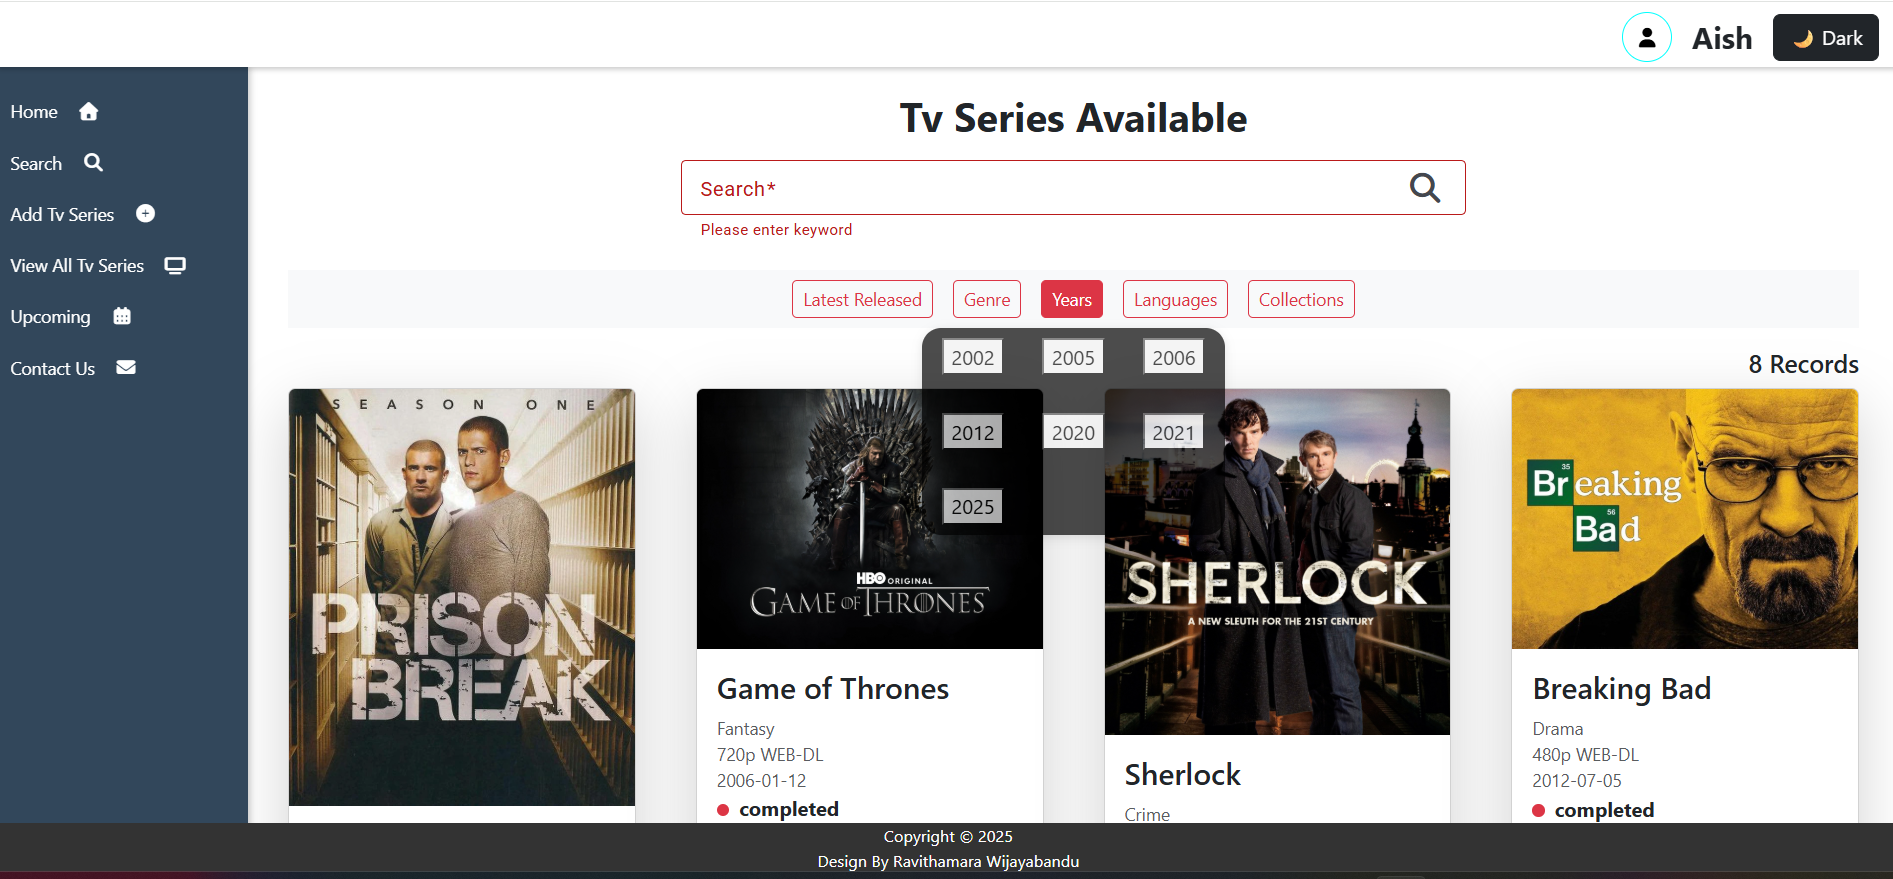 Aish
🌙 Dark
Home
Search
Add Tv Series
View All Tv Series
Upcoming
Contact Us
Tv Series Available
Search*
Please enter keyword
Latest Released Genre Years Languages Collections
2002 2005 2006
2012 2020 2021
2025
8 Records
SEASON ONE
PRISON
BREAK
HBO ORIGINAL
GAME OF THRONES
Game of Thrones
Fantasy
720p WEB-DL
2006-01-12
completed
SHERLOCK
A NEW SLEUTH FOR THE 21ST CENTURY
Sherlock
Crime
35
Breaking
56
Bad
Breaking Bad
Drama
480p WEB-DL
2012-07-05
completed
Copyright © 2025
Design By Ravithamara Wijayabandu